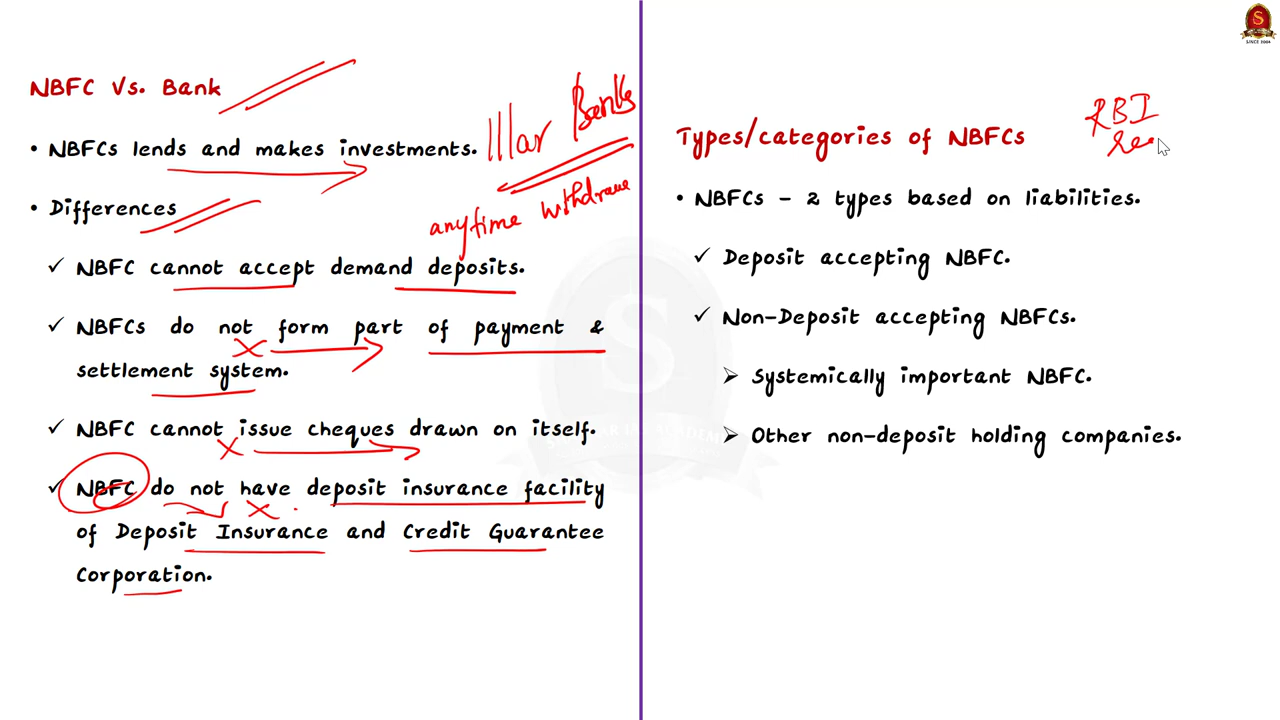 NBFC Vs. Bank
• NBFCs lends and makes investments.
Banks
• Differences
anytime withdraw
✓ NBFC cannot accept demand deposits.
✓ NBFCs do not form part of payment &
settlement system.
✓ NBFC cannot issue cheques drawn on itself.
✓ NBFC do not have deposit insurance facility
of Deposit Insurance and Credit Guarantee
Corporation.
S
SINCE 2004
RBI
Types/categories of NBFCs
• NBFCs - 2 types based on liabilities.
✓ Deposit accepting NBFC.
✓ Non-Deposit accepting NBFCs.
➢ Systemically important NBFC.
➢ Other non-deposit holding companies.